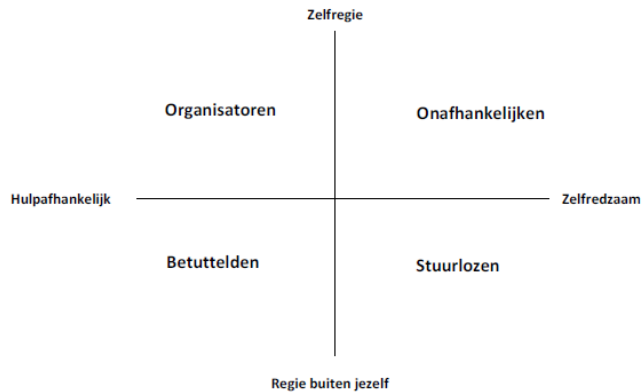 Zelfregie
Organisatoren
Onafhankelijken
Hulpafhankelijk
Zelfredzaam
Betuttelden
Stuurlozen
Regie buiten jezelf